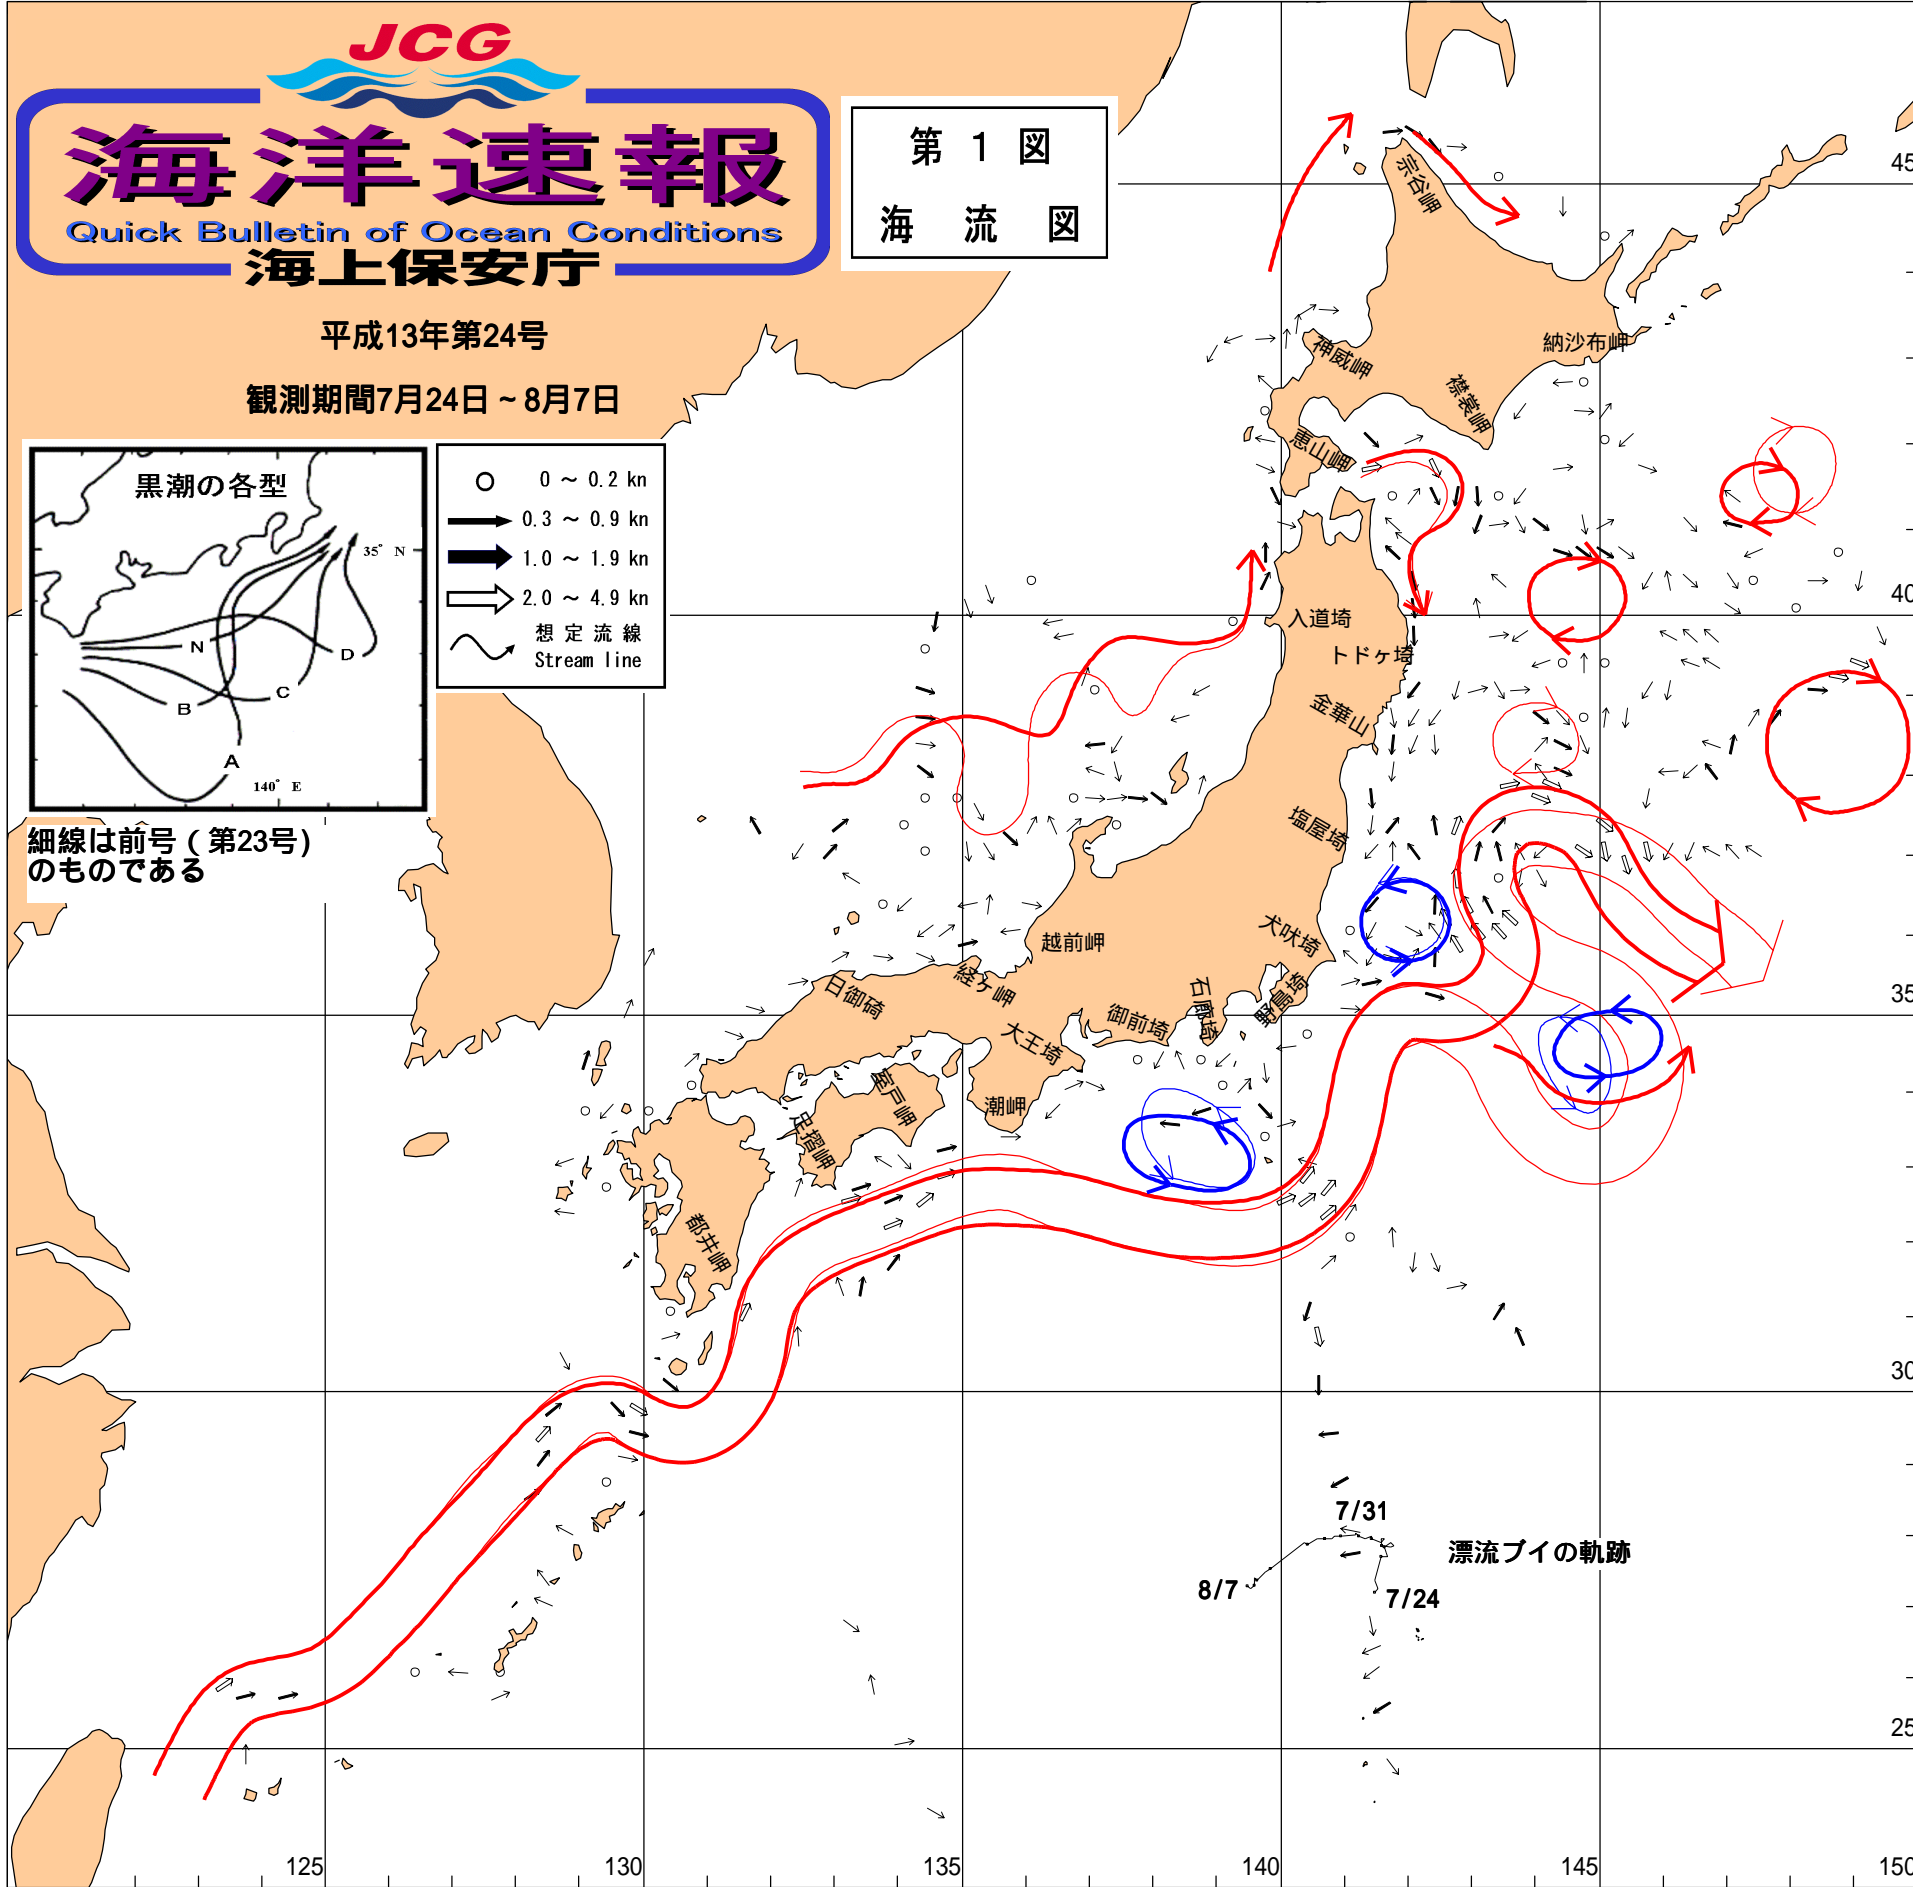 JCG
海洋速報
Quick Bulletin of Ocean Conditions
海上保安庁
平成13年第24号
観測期間7月24日~8月7日
第 1 図
海 流 図
黒潮の各型
35° N
N
D
C
B
A
140° E
0 ~ 0.2 kn
0.3 ~ 0.9 kn
1.0 ~ 1.9 kn
2.0 ~ 4.9 kn
想定流線
Stream line
細線は前号(第23号)
のものである
宗谷岬
45
納沙布岬
神威岬
襟裳岬
恵山岬
40
入道埼
トドヶ埼
金華山
塩屋埼
犬吠埼
越前岬
経ヶ岬
日御碕
石廊埼
野島埼
御前埼
大王埼
35
室戸岬
潮岬
足摺岬
都井岬
30
7/31
漂流ブイの軌跡
8/7
7/24
25
125
130
135
140
145
150